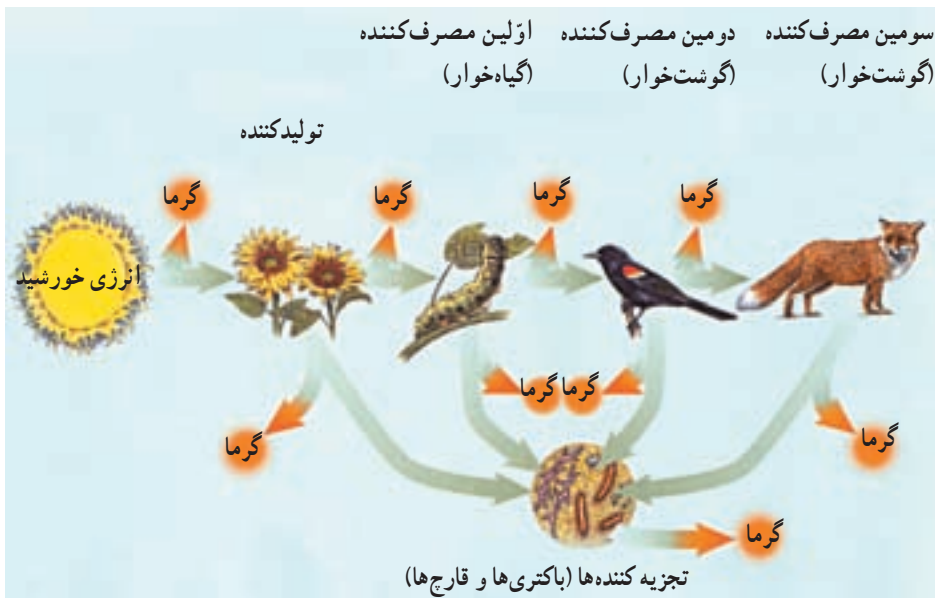 سومین مصرف‌کننده
(گوشت‌خوار)
دومین مصرف‌کننده
(گوشت‌خوار)
اوّلین مصرف‌کننده
(گیاه‌خوار)
تولیدکننده
گرما
گرما
گرما
گرما
انرژی خورشید
گرما
گرما
گرما
گرما
گرما
تجزیه کننده‌ها (باکتری‌ها و قارچ‌ها)